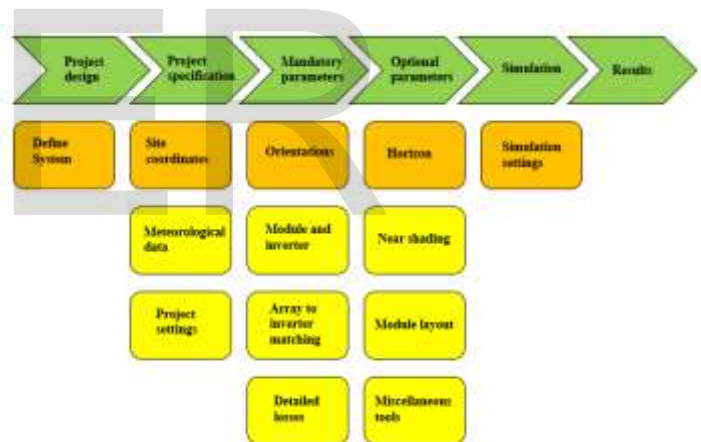 Project
design
Project
specification
Mandatory
parameters
Optional
parameters
Simulation
Results
Define
System
Site
coordinates
Orientations
Horizon
Simulation
settings
Meteorological
data
Module and
inverter
Near shading
Project
settings
Array to
inverter
matching
Module layout
Detailed
losses
Miscellaneous
tools
ER